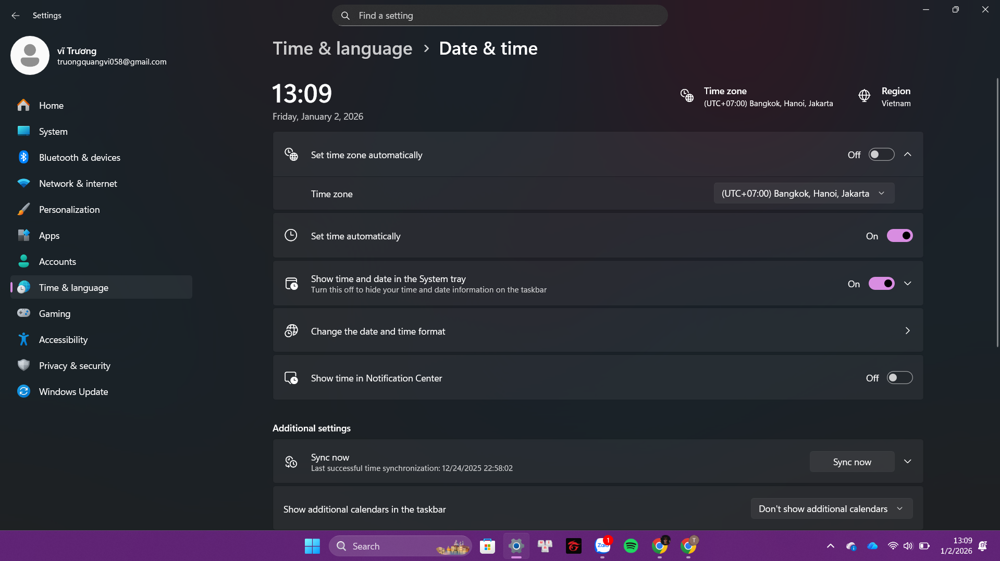 Settings
Find a setting
vĩ Trương
truongquangvi058@gmail.com
Home
System
Bluetooth & devices
Network & internet
Personalization
Apps
Accounts
Time & language
Gaming
Accessibility
Privacy & security
Windows Update
Time & language > Date & time
13:09
Friday, January 2, 2026
Time zone
(UTC+07:00) Bangkok, Hanoi, Jakarta
Region
Vietnam
Set time zone automatically Off
Time zone (UTC+07:00) Bangkok, Hanoi, Jakarta
Set time automatically On
Show time and date in the System tray On
Turn this off to hide your time and date information on the taskbar
Change the date and time format
Show time in Notification Center Off
Additional settings
Sync now
Last successful time synchronization: 12/24/2025 22:58:02
Sync now
Show additional calendars in the taskbar Don't show additional calendars
Search
Zalo
1
T
13:09
1/2/2026